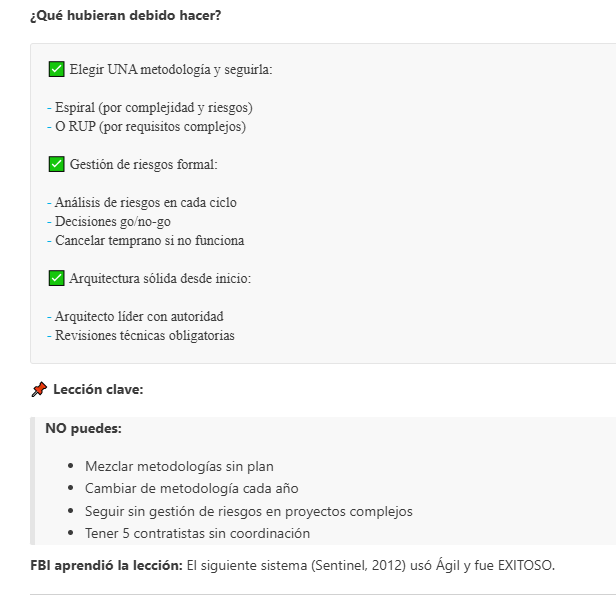 ¿Qué hubieran debido hacer?
✅ Elegir UNA metodología y seguirla:
- Espiral (por complejidad y riesgos)
- O RUP (por requisitos complejos)
✅ Gestión de riesgos formal:
- Análisis de riesgos en cada ciclo
- Decisiones go/no-go
- Cancelar temprano si no funciona
✅ Arquitectura sólida desde inicio:
- Arquitecto líder con autoridad
- Revisiones técnicas obligatorias
📌 Lección clave:
NO puedes:
• Mezclar metodologías sin plan
• Cambiar de metodología cada año
• Seguir sin gestión de riesgos en proyectos complejos
• Tener 5 contratistas sin coordinación
FBI aprendió la lección: El siguiente sistema (Sentinel, 2012) usó Ágil y fue EXITOSO.